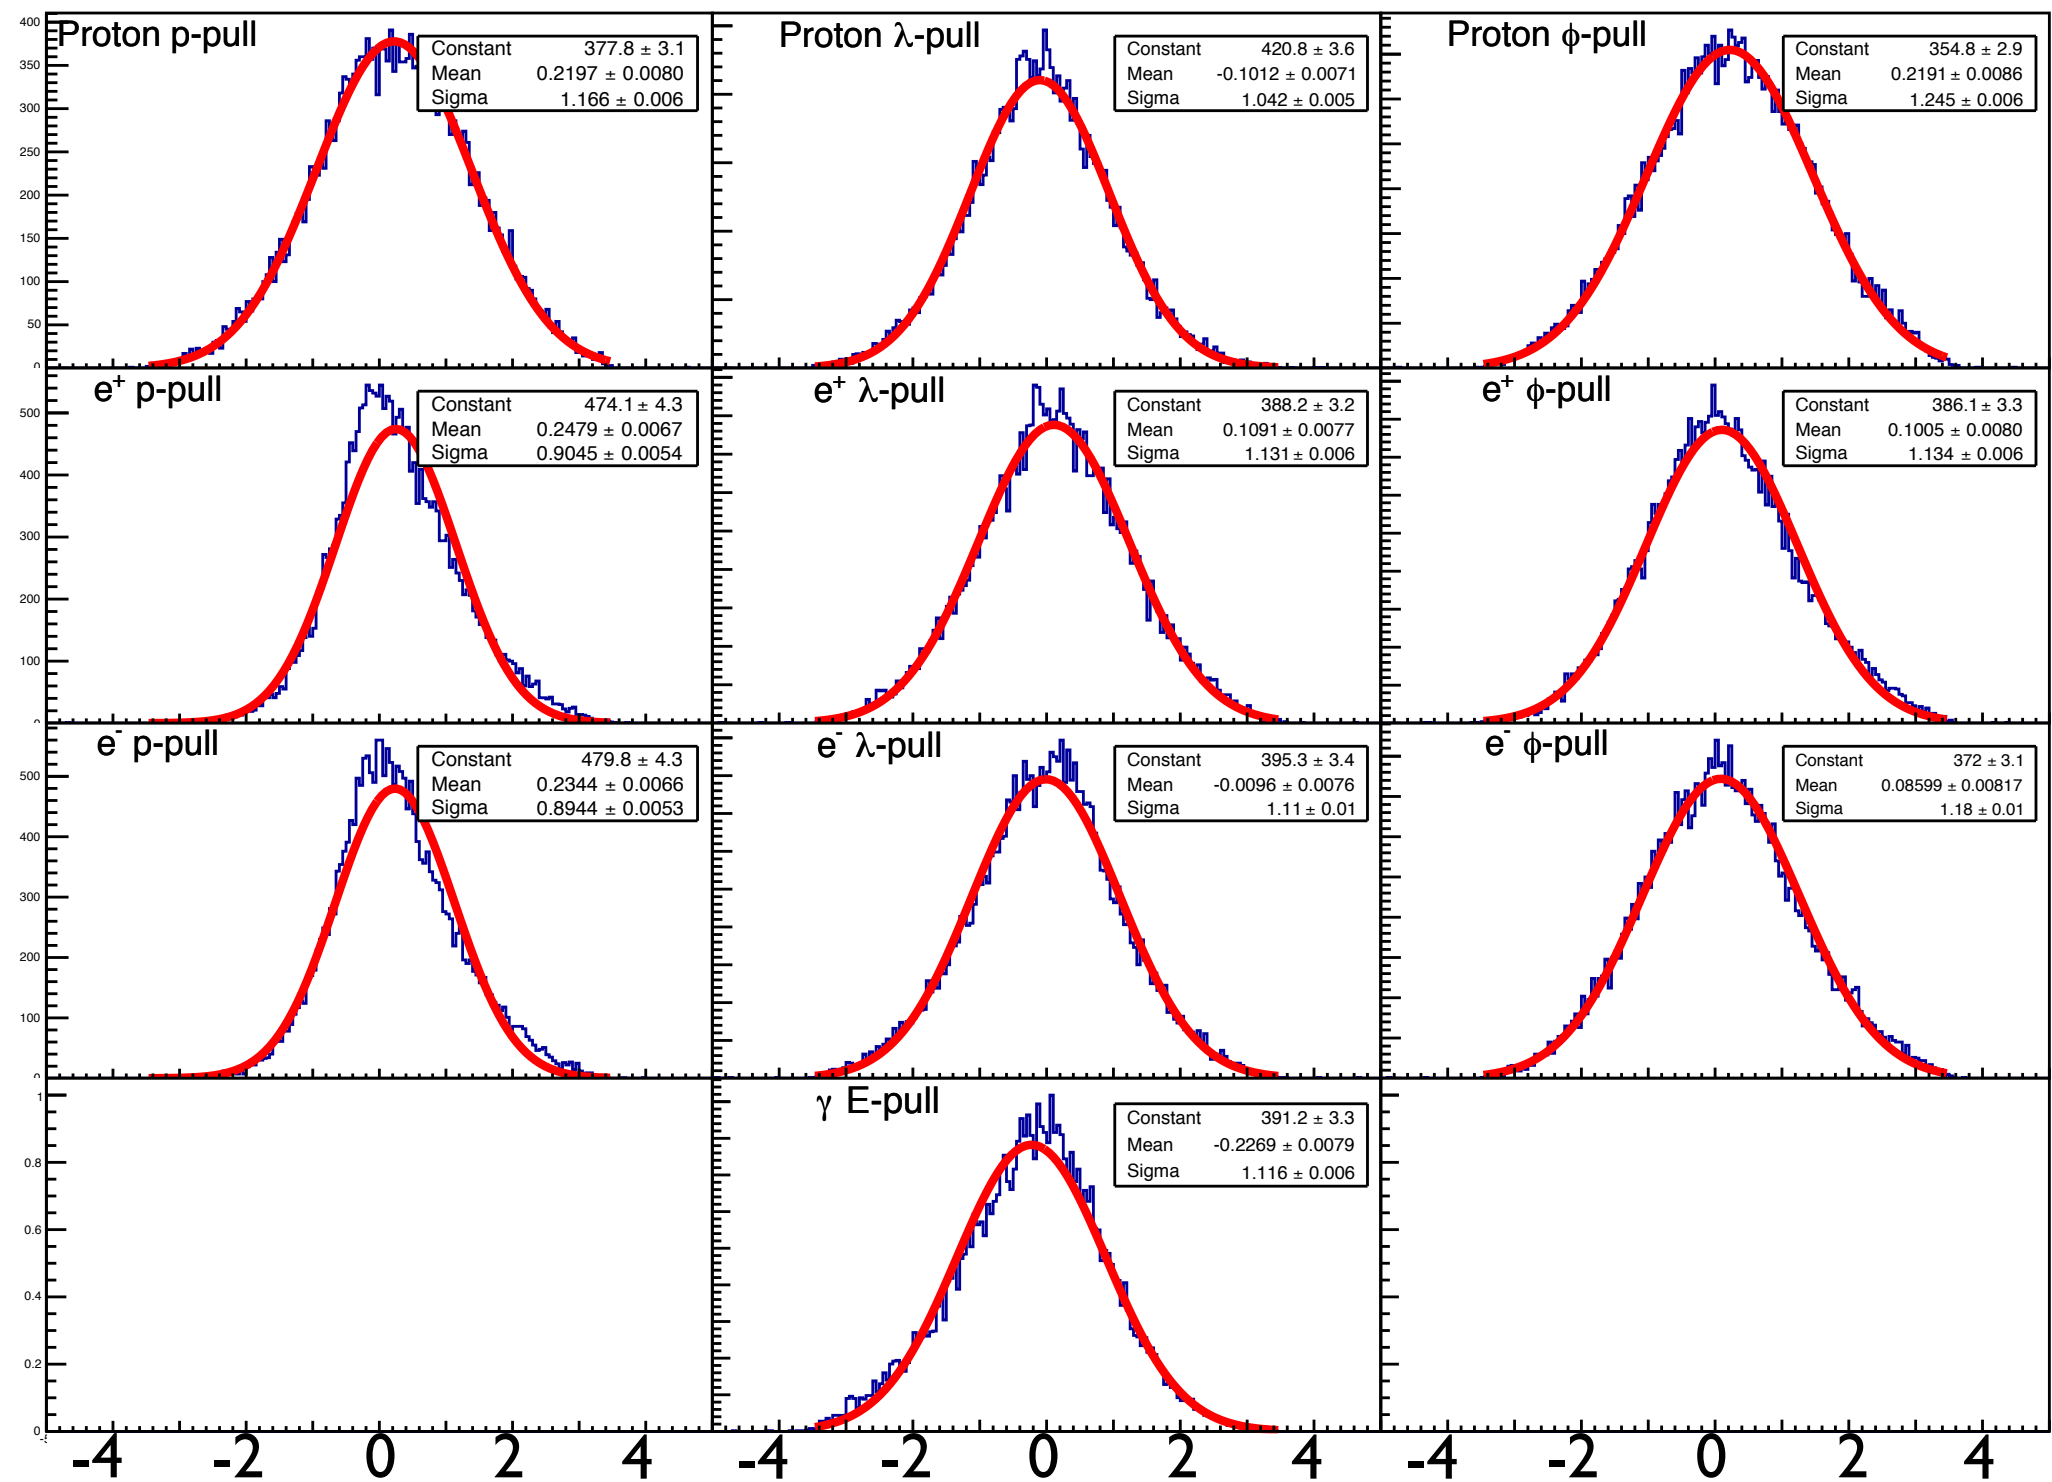 Proton p-pull
Constant 377.8 ± 3.1
Mean 0.2197 ± 0.0080
Sigma 1.166 ± 0.006
400
350
300
250
200
150
100
50
0
Proton λ-pull
Constant 420.8 ± 3.6
Mean -0.1012 ± 0.0071
Sigma 1.042 ± 0.005
Proton ϕ-pull
Constant 354.8 ± 2.9
Mean 0.2191 ± 0.0086
Sigma 1.245 ± 0.006
e⁺ p-pull
Constant 474.1 ± 4.3
Mean 0.2479 ± 0.0067
Sigma 0.9045 ± 0.0054
500
400
300
200
100
0
e⁺ λ-pull
Constant 388.2 ± 3.2
Mean 0.1091 ± 0.0077
Sigma 1.131 ± 0.006
e⁺ ϕ-pull
Constant 386.1 ± 3.3
Mean 0.1005 ± 0.0080
Sigma 1.134 ± 0.006
e⁻ p-pull
Constant 479.8 ± 4.3
Mean 0.2344 ± 0.0066
Sigma 0.8944 ± 0.0053
500
400
300
200
100
0
e⁻ λ-pull
Constant 395.3 ± 3.4
Mean -0.0096 ± 0.0076
Sigma 1.11 ± 0.01
e⁻ ϕ-pull
Constant 372 ± 3.1
Mean 0.08599 ± 0.00817
Sigma 1.18 ± 0.01
1
0.8
0.6
0.4
0.2
0
γ E-pull
Constant 391.2 ± 3.3
Mean -0.2269 ± 0.0079
Sigma 1.116 ± 0.006
-4 -2 0 2 4 -4 -2 0 2 4 -4 -2 0 2 4